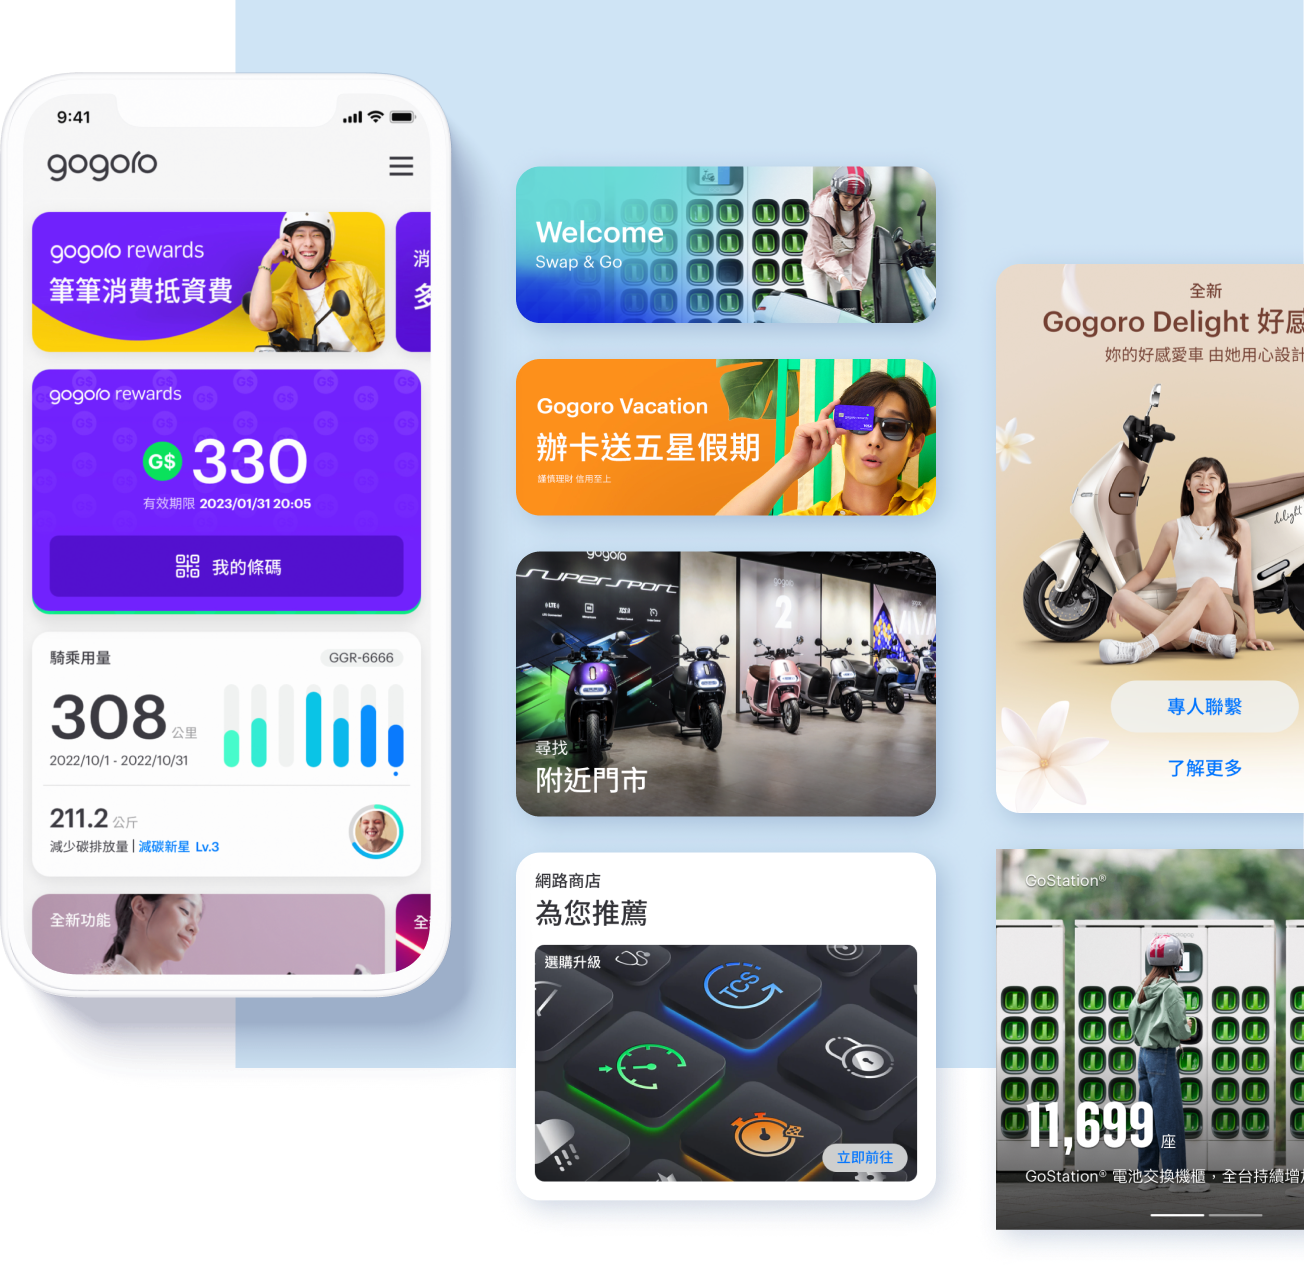 9:41
gogoro
gogoro rewards
筆筆消費抵資費
消
多
gogoro rewards
G$ 330
有效期限 2023/01/31 20:05
我的條碼
騎乘用量
GGR-6666
308 公里
2022/10/1 - 2022/10/31
211.2 公斤
減少碳排放量 | 減碳新星 Lv.3
全新功能
全
Welcome
Swap & Go
Gogoro Vacation
辦卡送五星假期
謹慎理財 信用至上
VISA
gogoro
SUPERSPORT
gogoro
2
尋找
附近門市
網路商店
為您推薦
選購升級
TCS
立即前往
全新
Gogoro Delight 好感
妳的好感愛車 由她用心設計
delight
專人聯繫
了解更多
GoStation®
11,699 座
GoStation® 電池交換機櫃，全台持續增加